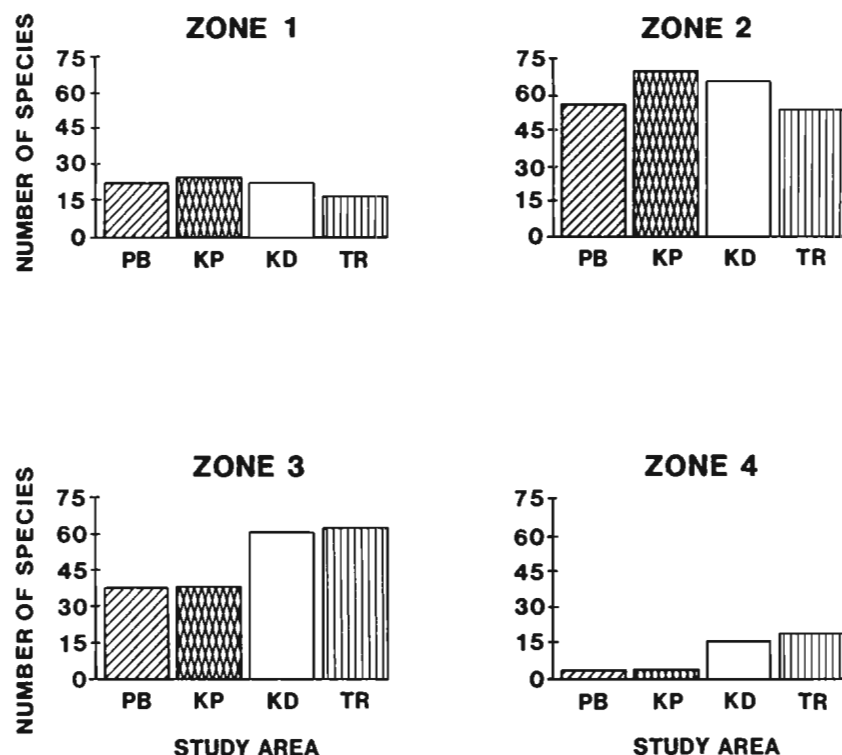 ZONE 1
NUMBER OF SPECIES
75
60
45
30
15
0
PB KP KD TR
ZONE 2
75
60
45
30
15
0
PB KP KD TR
ZONE 3
NUMBER OF SPECIES
75
60
45
30
15
0
PB KP KD TR
STUDY AREA
ZONE 4
75
60
45
30
15
0
PB KP KD TR
STUDY AREA